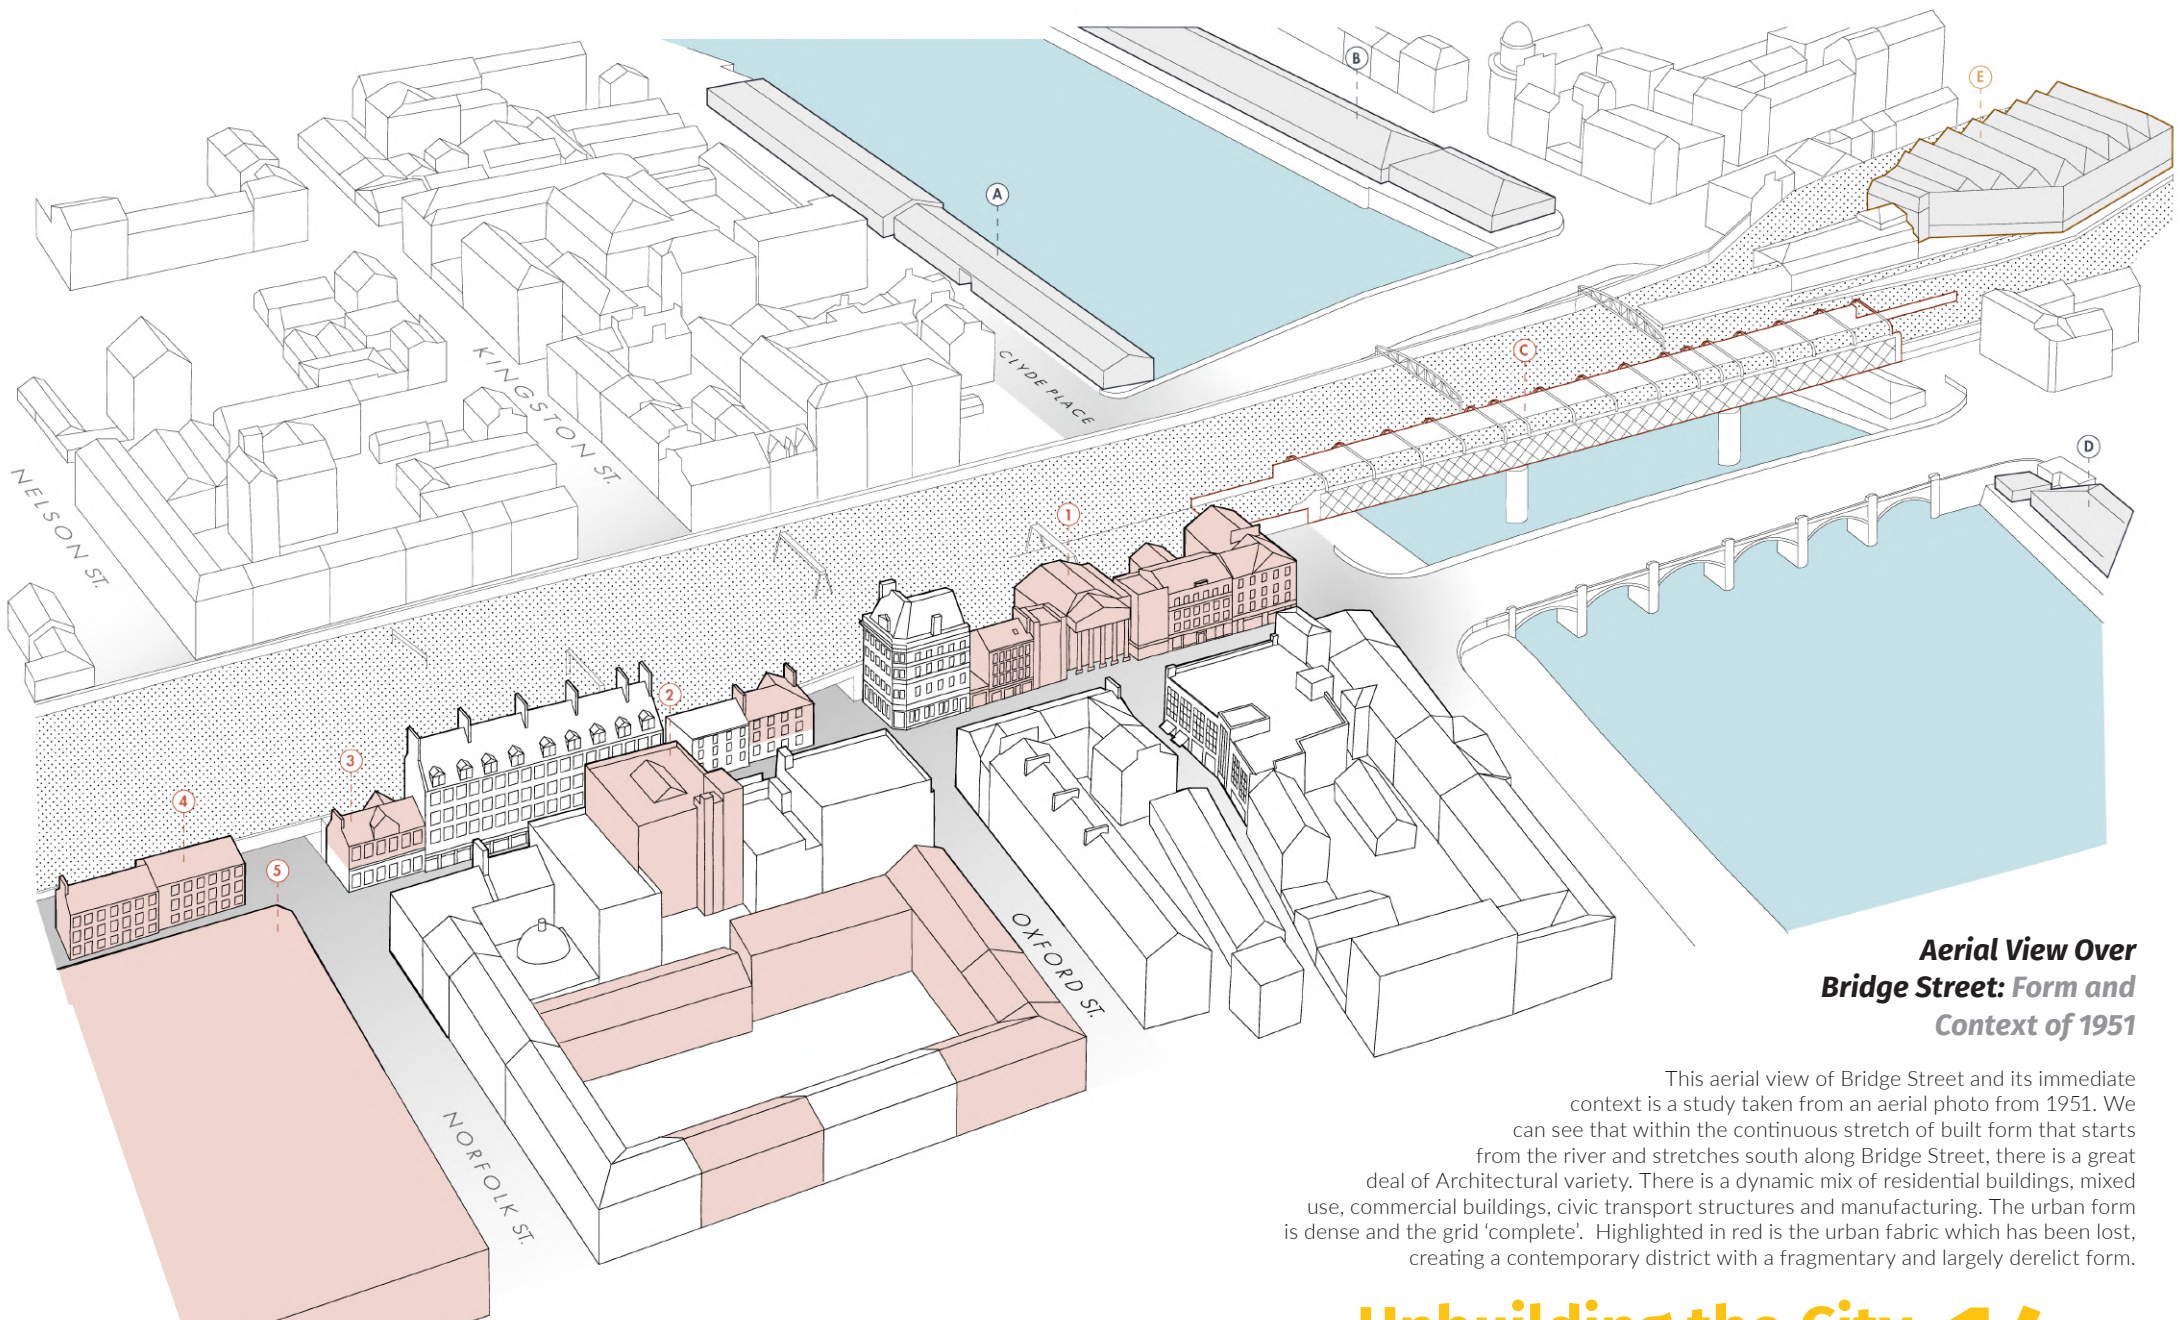 B
E
A
KINGSTON ST.
CLYDE PLACE
C
D
NELSON ST.
1
2
3
4
5
OXFORD ST.
NORFOLK ST.
Aerial View Over
Bridge Street: Form and
Context of 1951
This aerial view of Bridge Street and its immediate
context is a study taken from an aerial photo from 1951. We
can see that within the continuous stretch of built form that starts
from the river and stretches south along Bridge Street, there is a great
deal of Architectural variety. There is a dynamic mix of residential buildings, mixed
use, commercial buildings, civic transport structures and manufacturing. The urban form
is dense and the grid ‘complete’.  Highlighted in red is the urban fabric which has been lost,
creating a contemporary district with a fragmentary and largely derelict form.
Unbuilding the City